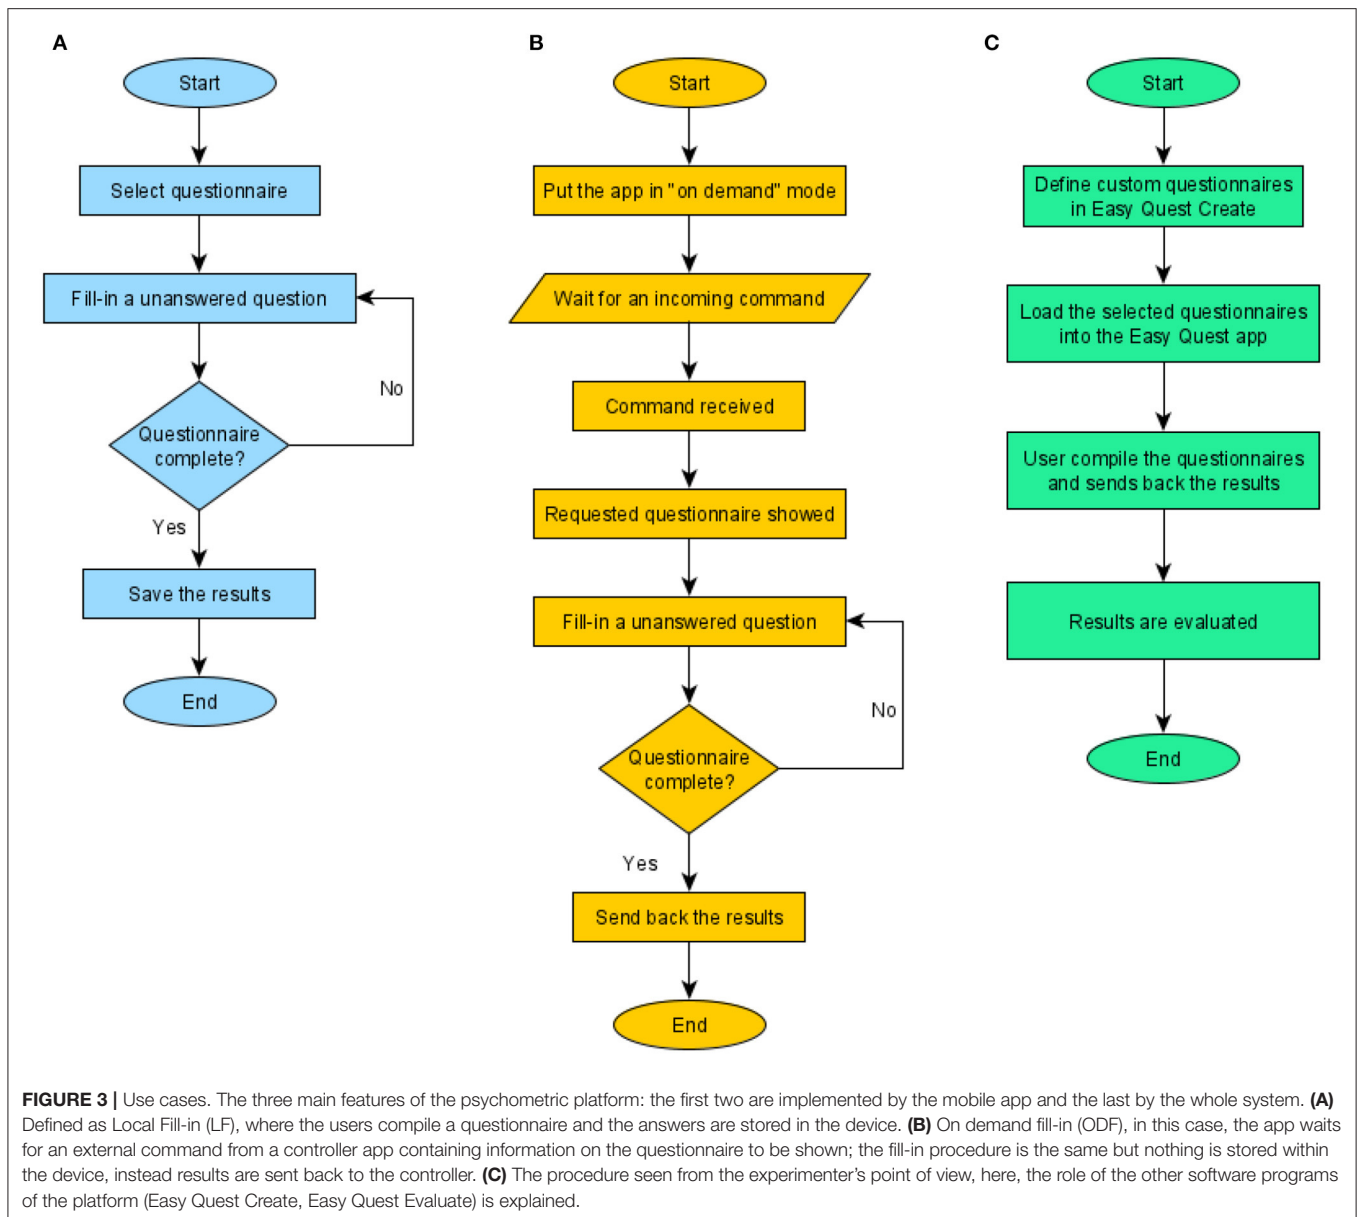 A
Start
Select questionnaire
Fill-in a unanswered question
No
Questionnaire
complete?
Yes
Save the results
End
B
Start
Put the app in "on demand" mode
Wait for an incoming command
Command received
Requested questionnaire showed
Fill-in a unanswered question
No
Questionnaire
complete?
Yes
Send back the results
End
C
Start
Define custom questionnaires
in Easy Quest Create
Load the selected questionnaires
into the Easy Quest app
User compile the questionnaires
and sends back the results
Results are evaluated
End
FIGURE 3 | Use cases. The three main features of the psychometric platform: the first two are implemented by the mobile app and the last by the whole system. (A)
Defined as Local Fill-in (LF), where the users compile a questionnaire and the answers are stored in the device. (B) On demand fill-in (ODF), in this case, the app waits
for an external command from a controller app containing information on the questionnaire to be shown; the fill-in procedure is the same but nothing is stored within
the device, instead results are sent back to the controller. (C) The procedure seen from the experimenter's point of view, here, the role of the other software programs
of the platform (Easy Quest Create, Easy Quest Evaluate) is explained.